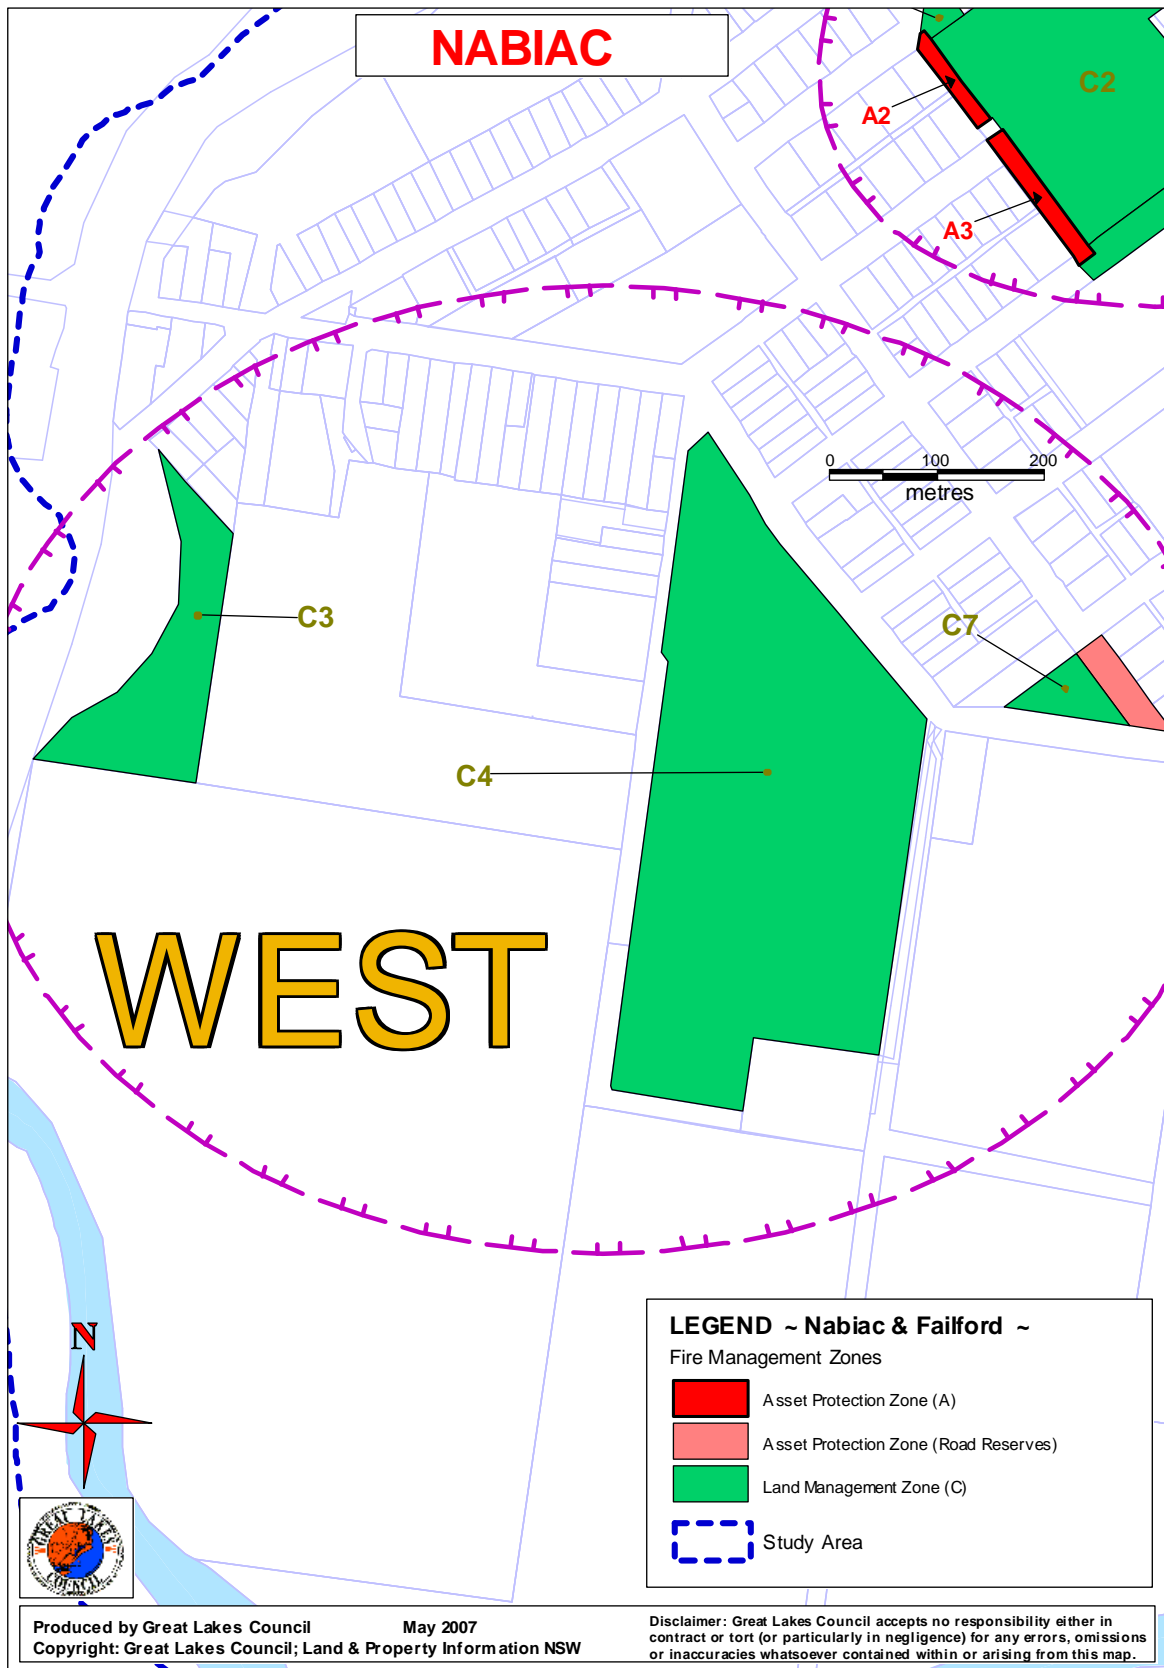 NABIAC
C2
A2
A3
0 100 200
metres
C3
C7
C4
WEST
N
LEGEND ~ Nabiac & Failford ~
Fire Management Zones
Asset Protection Zone (A)
Asset Protection Zone (Road Reserves)
Land Management Zone (C)
Study Area
GREAT LAKES
COUNCIL
Produced by Great Lakes Council May 2007
Copyright: Great Lakes Council; Land & Property Information NSW
Disclaimer: Great Lakes Council accepts no responsibility either in
contract or tort (or particularly in negligence) for any errors, omissions
or inaccuracies whatsoever contained within or arising from this map.